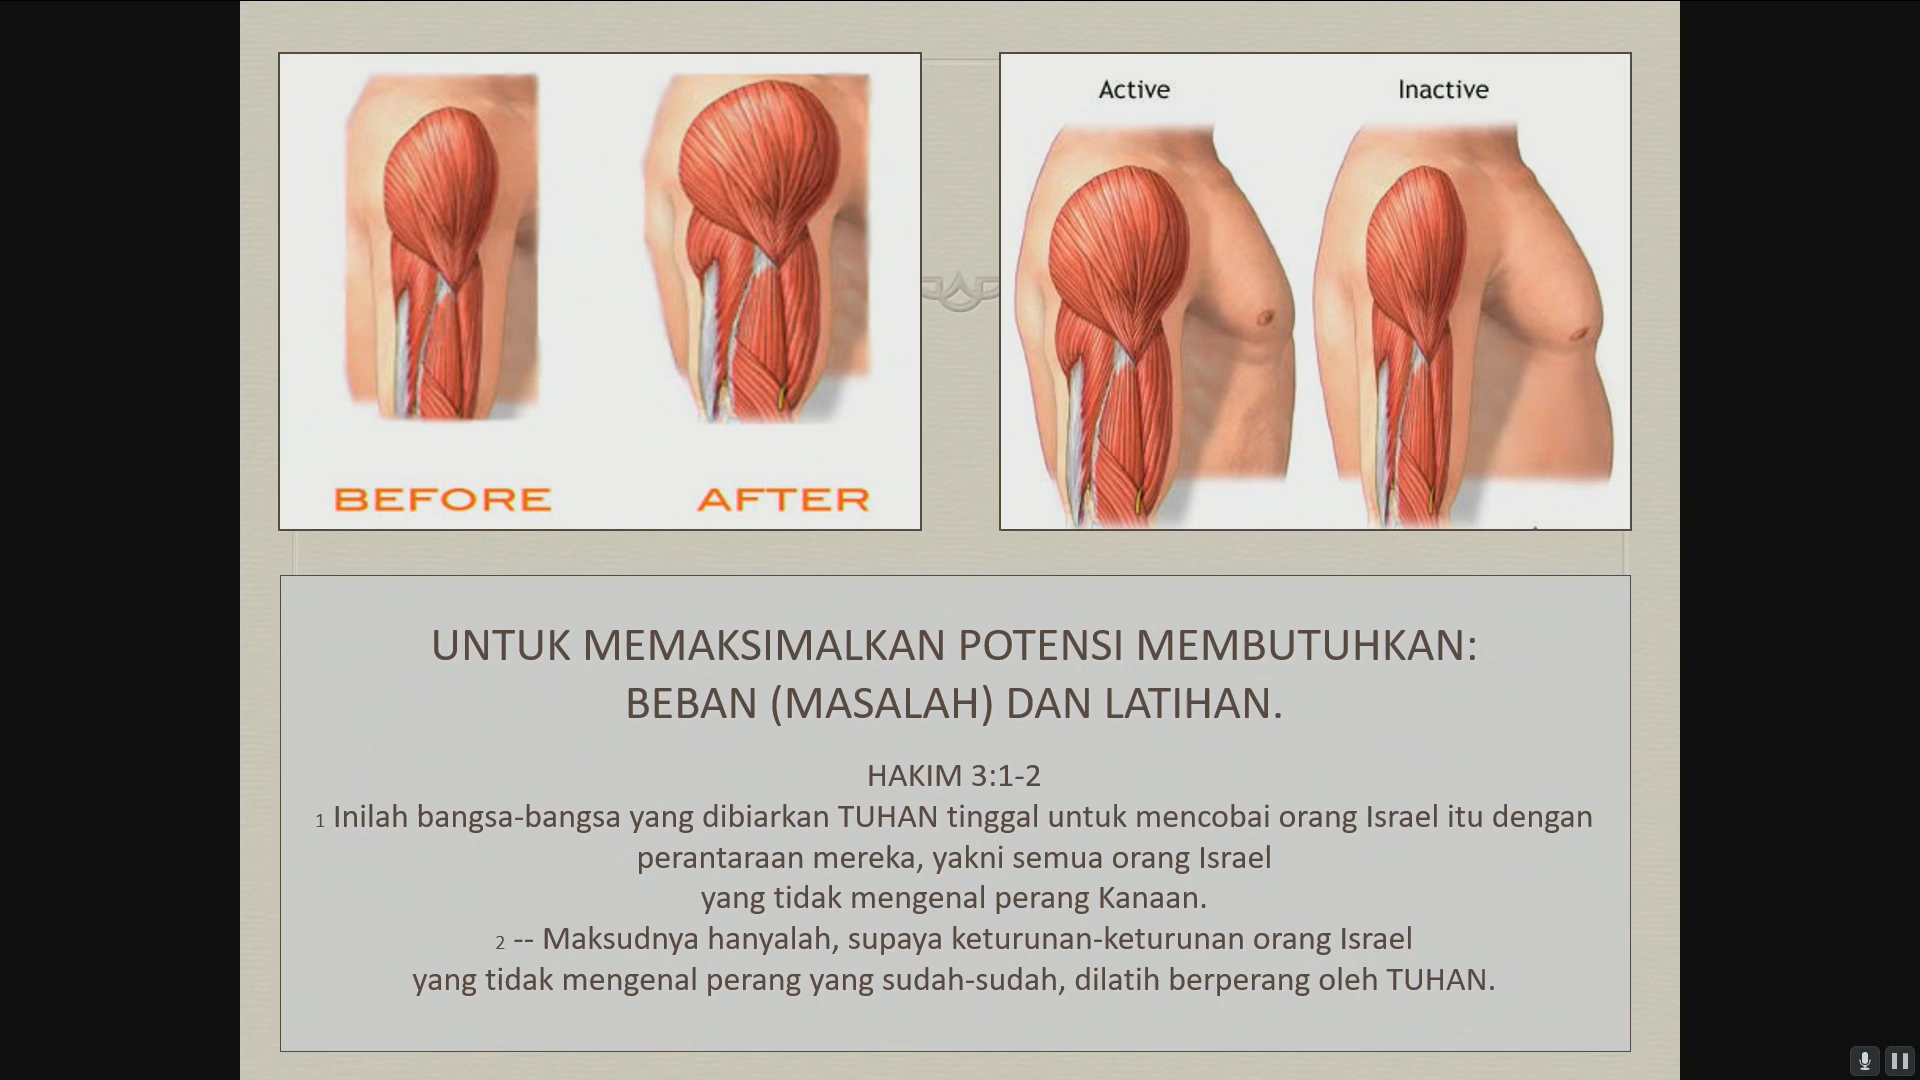 BEFORE
AFTER
Active
Inactive
UNTUK MEMAKSIMALKAN POTENSI MEMBUTUHKAN:
BEBAN (MASALAH) DAN LATIHAN.
HAKIM 3:1-2
1 Inilah bangsa-bangsa yang dibiarkan TUHAN tinggal untuk mencobai orang Israel itu dengan
perantaraan mereka, yakni semua orang Israel
yang tidak mengenal perang Kanaan.
2 -- Maksudnya hanyalah, supaya keturunan-keturunan orang Israel
yang tidak mengenal perang yang sudah-sudah, dilatih berperang oleh TUHAN.